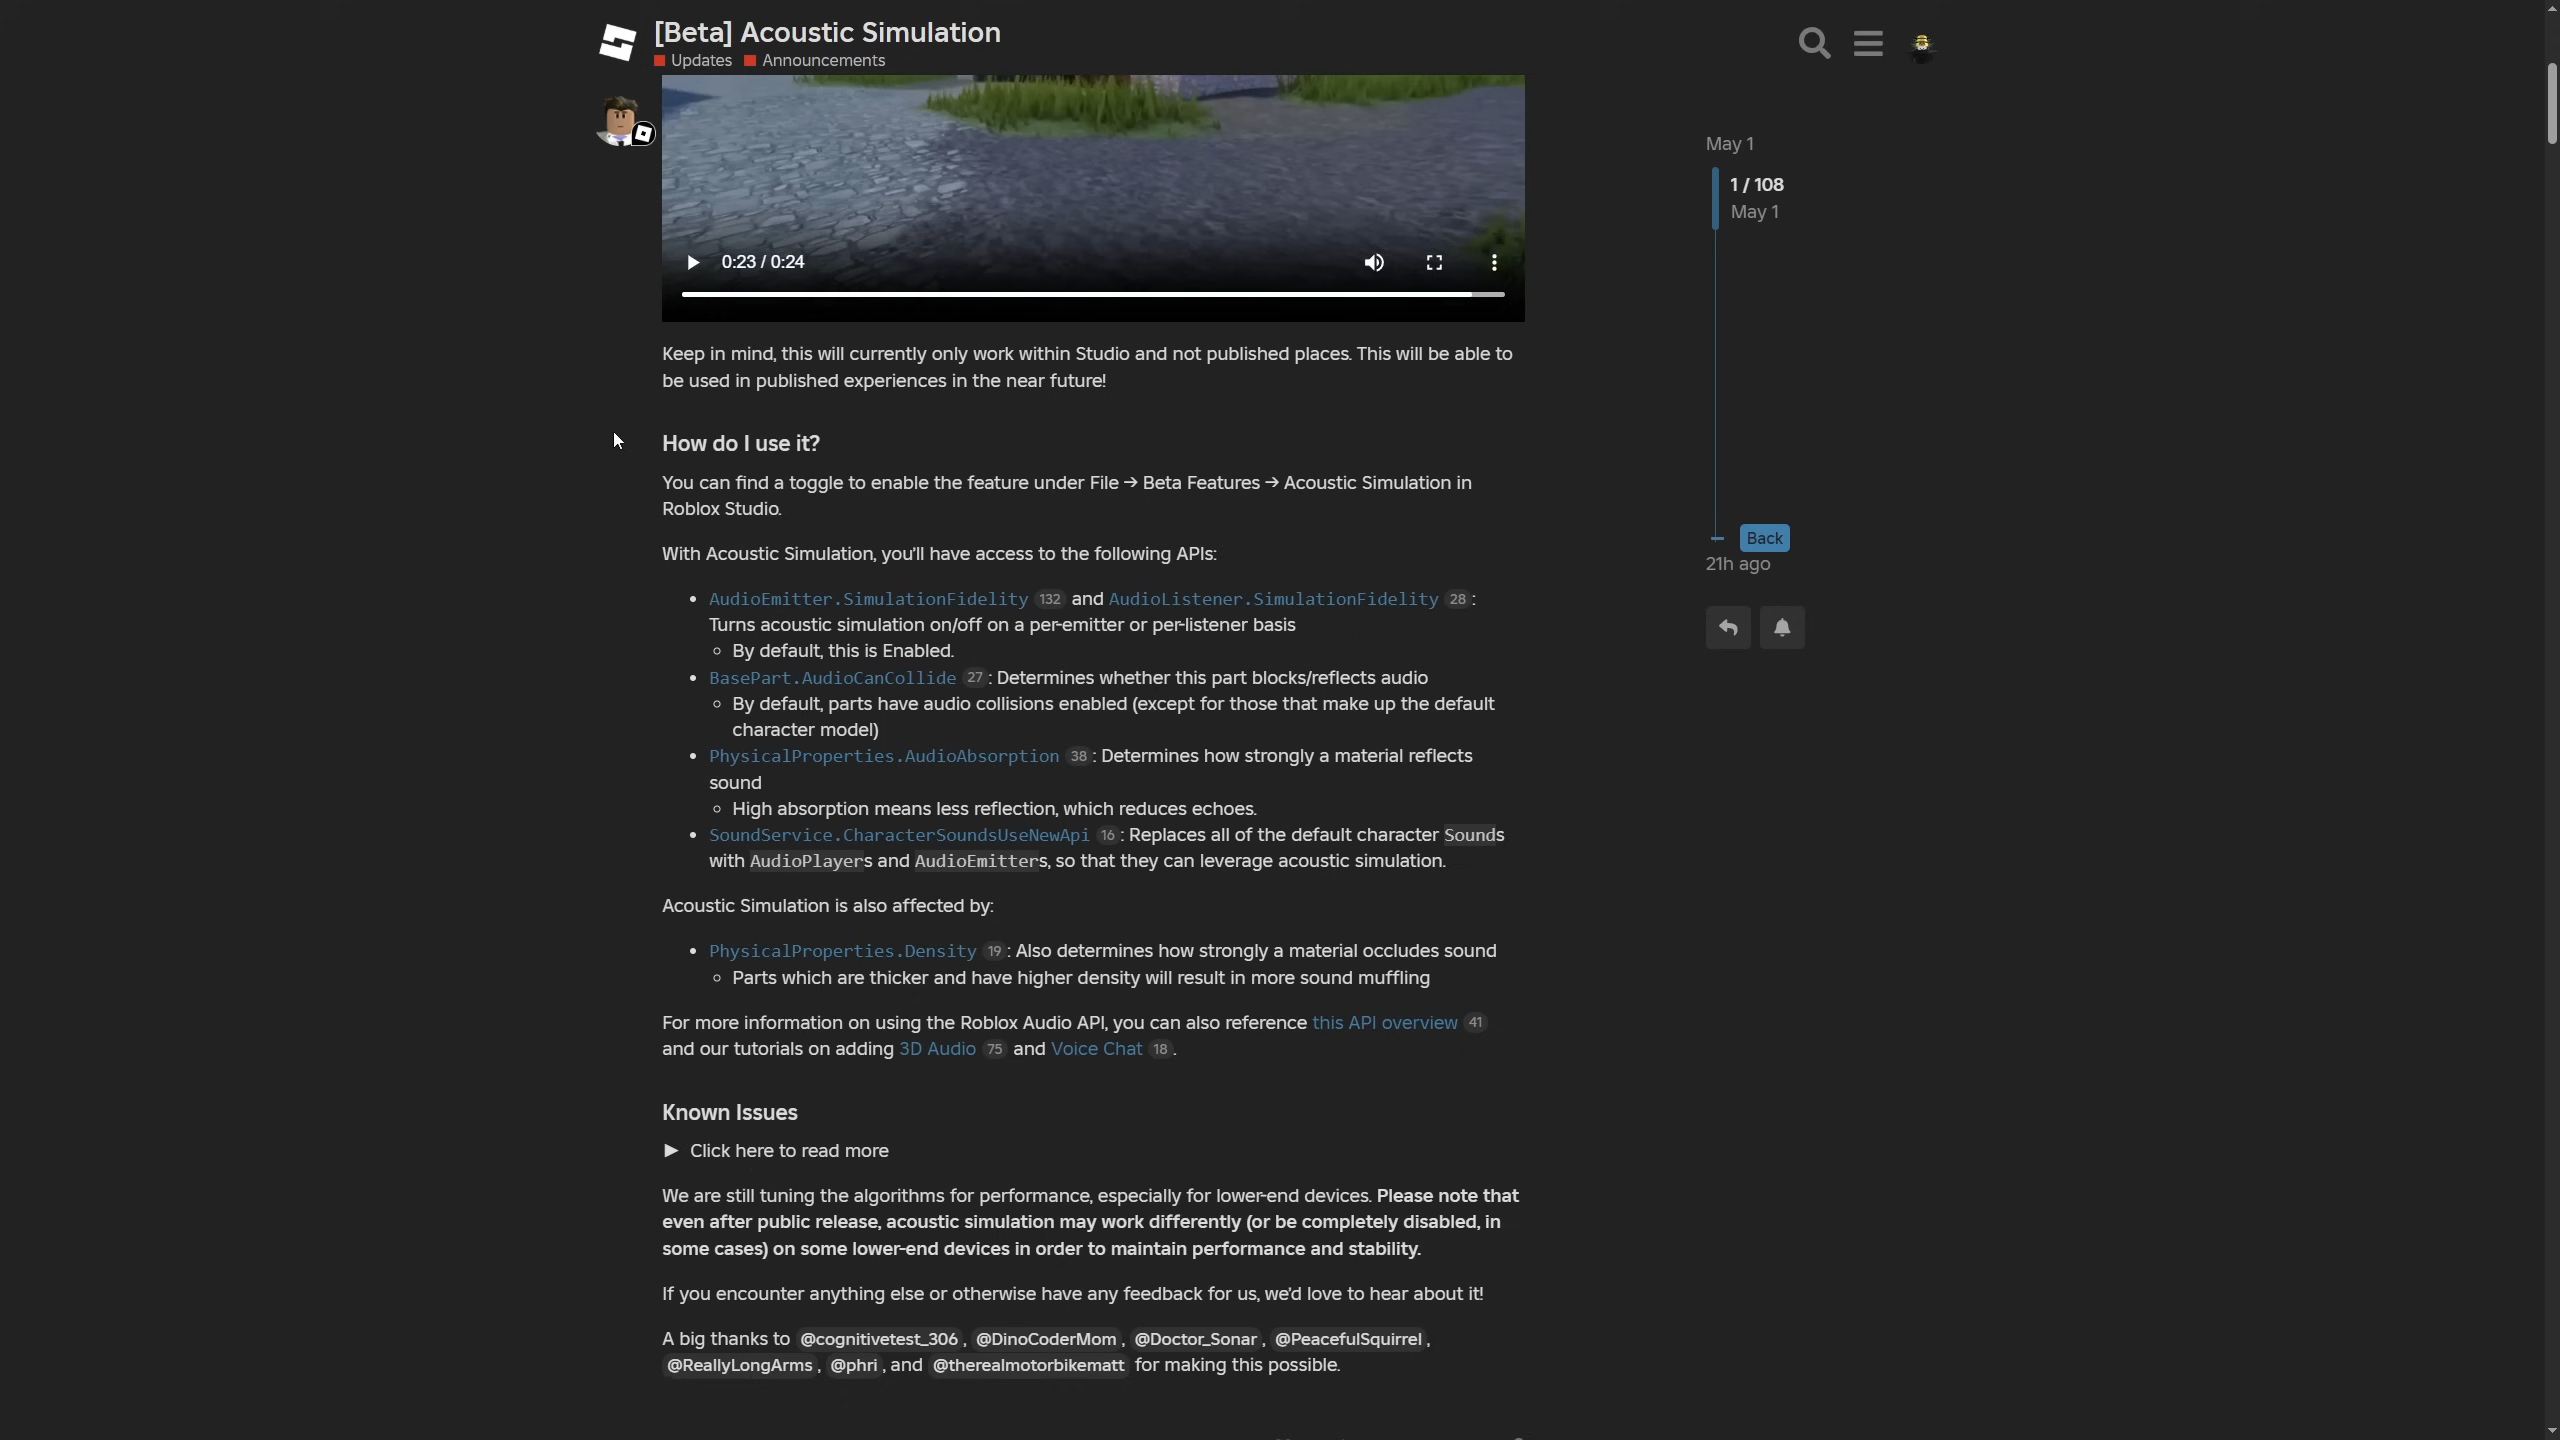 [Beta] Acoustic Simulation
Updates Announcements
0:23 / 0:24
Keep in mind, this will currently only work within Studio and not published places. This will be able to
be used in published experiences in the near future!
How do I use it?
You can find a toggle to enable the feature under File → Beta Features → Acoustic Simulation in
Roblox Studio.
With Acoustic Simulation, you'll have access to the following APIs:
• AudioEmitter.SimulationFidelity 132 and AudioListener.SimulationFidelity 28 :
Turns acoustic simulation on/off on a per-emitter or per-listener basis
◦ By default, this is Enabled.
• BasePart.AudioCanCollide 27 : Determines whether this part blocks/reflects audio
◦ By default, parts have audio collisions enabled (except for those that make up the default
character model)
• PhysicalProperties.AudioAbsorption 38 : Determines how strongly a material reflects
sound
◦ High absorption means less reflection, which reduces echoes.
• SoundService.CharacterSoundsUseNewApi 16 : Replaces all of the default character Sounds
with AudioPlayers and AudioEmitters, so that they can leverage acoustic simulation.
Acoustic Simulation is also affected by:
• PhysicalProperties.Density 19 : Also determines how strongly a material occludes sound
◦ Parts which are thicker and have higher density will result in more sound muffling
For more information on using the Roblox Audio API, you can also reference this API overview 41
and our tutorials on adding 3D Audio 75 and Voice Chat 18 .
Known Issues
▶ Click here to read more
We are still tuning the algorithms for performance, especially for lower-end devices. Please note that
even after public release, acoustic simulation may work differently (or be completely disabled, in
some cases) on some lower-end devices in order to maintain performance and stability.
If you encounter anything else or otherwise have any feedback for us, we'd love to hear about it!
A big thanks to @cognitivetest_306 , @DinoCoderMom , @Doctor_Sonar , @PeacefulSquirrel ,
@ReallyLongArms , @phri , and @therealmotorbikematt for making this possible.
May 1
1 / 108
May 1
Back
21h ago